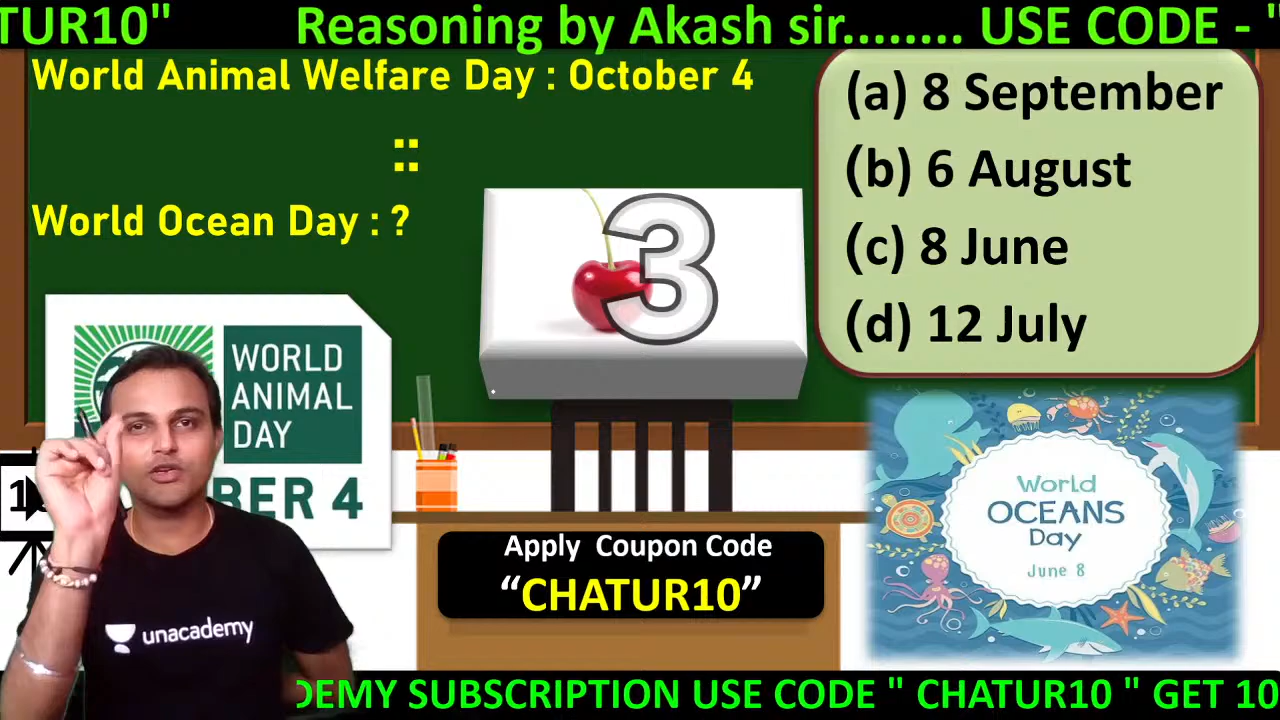 TUR10"   Reasoning by Akash sir........ USE CODE - "
World Animal Welfare Day : October 4
::
World Ocean Day : ?
(a) 8 September
(b) 6 August
(c) 8 June
(d) 12 July
3
WORLD
ANIMAL
DAY
BER 4
World
OCEANS
Day
June 8
Apply Coupon Code
“CHATUR10”
unacademy
DEMY SUBSCRIPTION USE CODE " CHATUR10 " GET 10